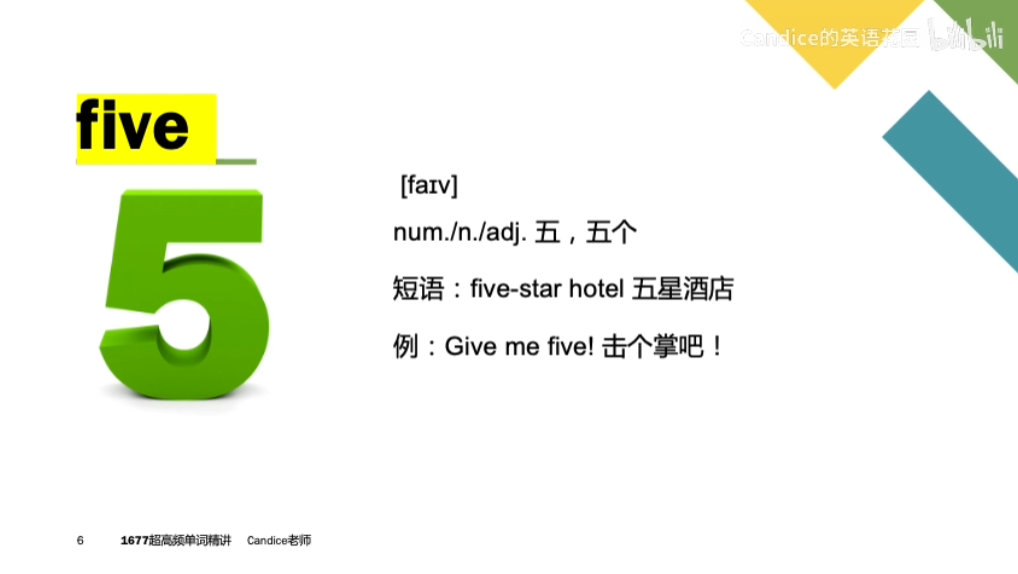 Candice的英语花园 bilibili
five
5
[faɪv]
num./n./adj. 五，五个
短语：five-star hotel 五星酒店
例：Give me five! 击个掌吧！
6 1677超高频单词精讲 Candice老师